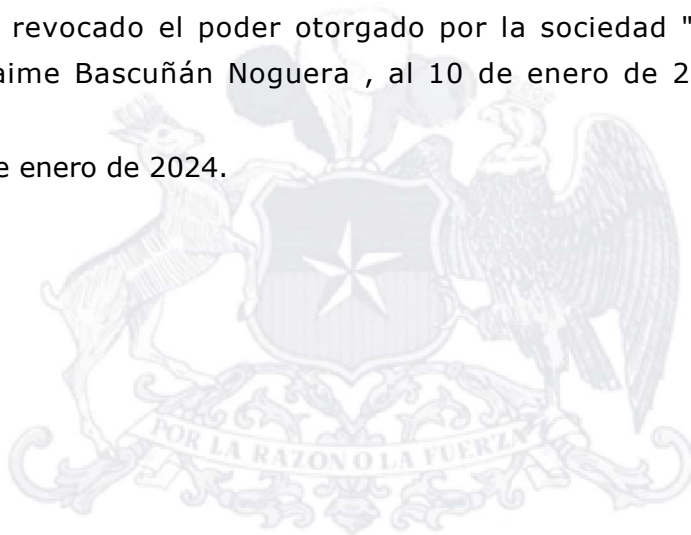 revocado el poder otorgado por la sociedad "
aime Bascuñán Noguera , al 10 de enero de 2
e enero de 2024.
POR LA RAZON O LA FUERZA